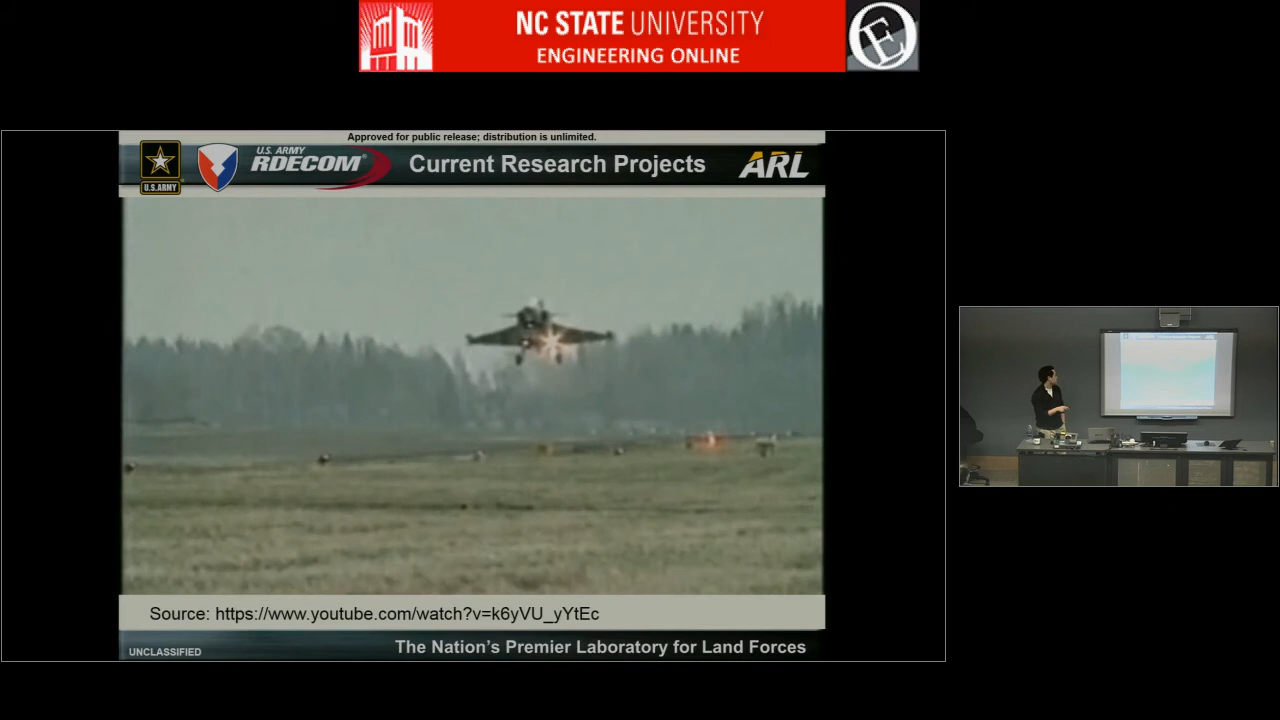 NC STATE UNIVERSITY
ENGINEERING ONLINE
E
Approved for public release; distribution is unlimited.
U.S. ARMY
U.S. ARMY
RDECOM®
Current Research Projects
ARL
Source: https://www.youtube.com/watch?v=k6yVU_yYtEc
UNCLASSIFIED
The Nation's Premier Laboratory for Land Forces